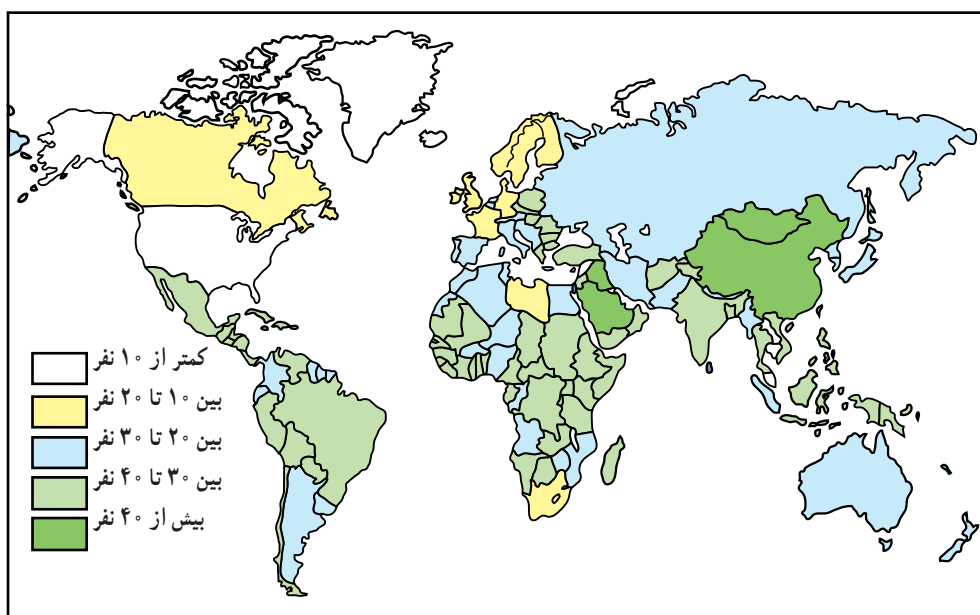 کمتر از ۱۰ نفر
بین ۱۰ تا ۲۰ نفر
بین ۲۰ تا ۳۰ نفر
بین ۳۰ تا ۴۰ نفر
بیش از ۴۰ نفر